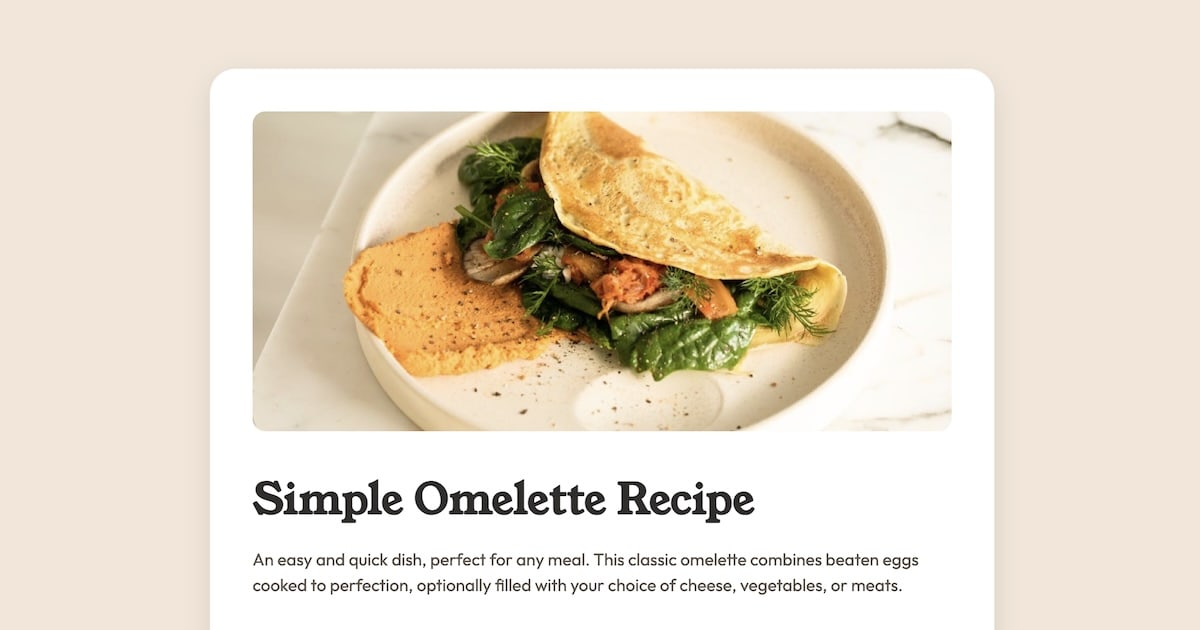 Simple Omelette Recipe
An easy and quick dish, perfect for any meal. This classic omelette combines beaten eggs
cooked to perfection, optionally filled with your choice of cheese, vegetables, or meats.